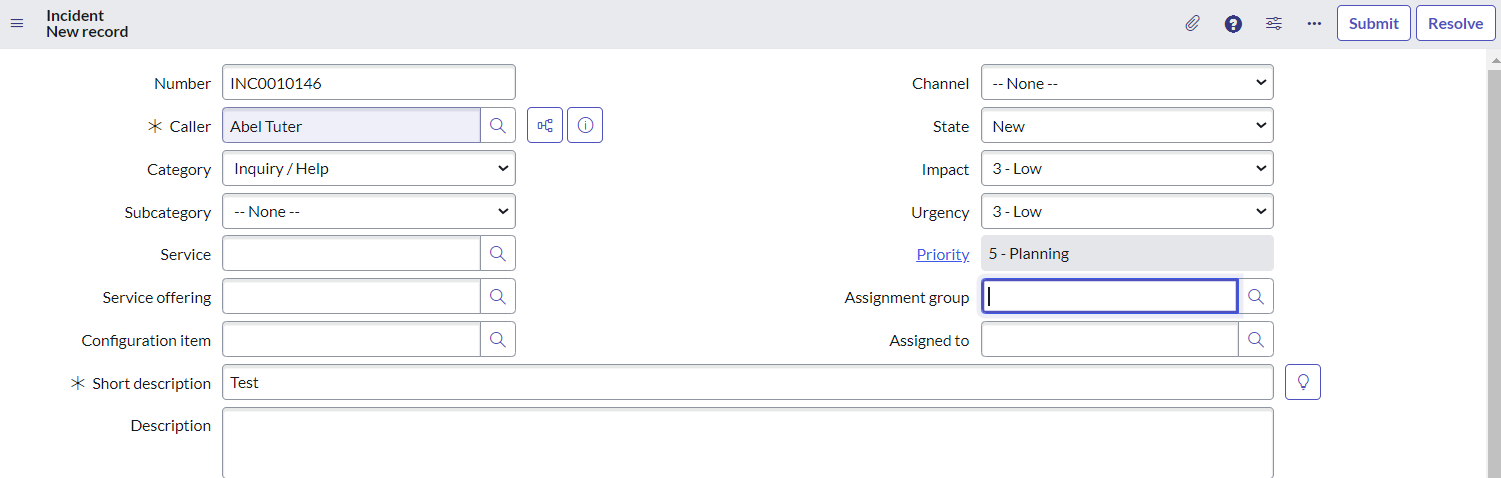 Incident
New record
Submit
Resolve
Number INC0010146
Channel -- None --
Caller Abel Tuter
State New
Category Inquiry / Help
Impact 3 - Low
Subcategory -- None --
Urgency 3 - Low
Service
Priority 5 - Planning
Service offering
Assignment group
Configuration item
Assigned to
Short description Test
Description